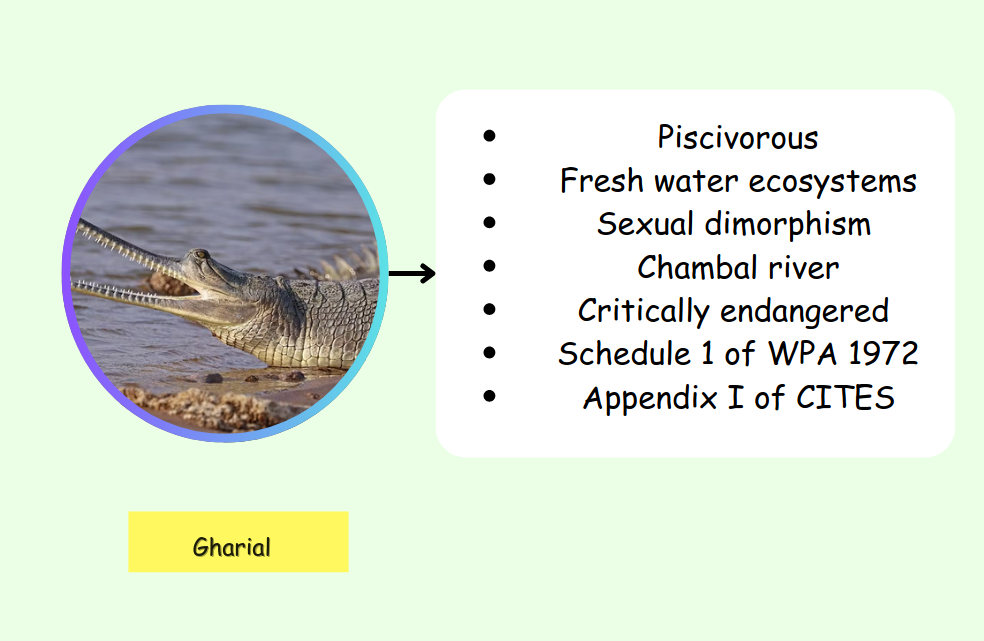 Piscivorous
Fresh water ecosystems
Sexual dimorphism
Chambal river
Critically endangered
Schedule 1 of WPA 1972
Appendix I of CITES
Gharial